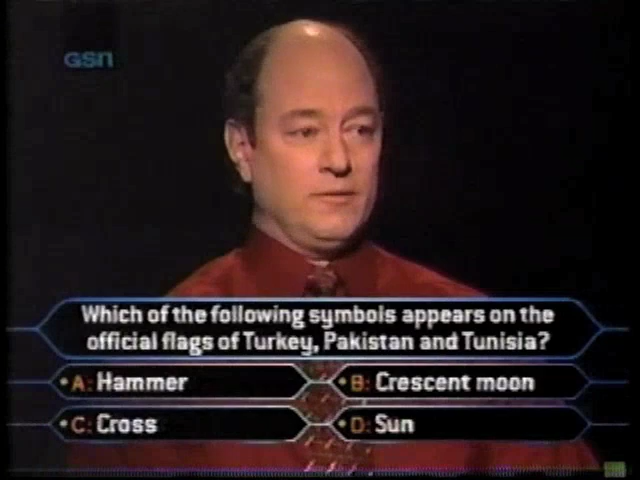 GSN
Which of the following symbols appears on the
official flags of Turkey, Pakistan and Tunisia?
A: Hammer
B: Crescent moon
C: Cross
D: Sun